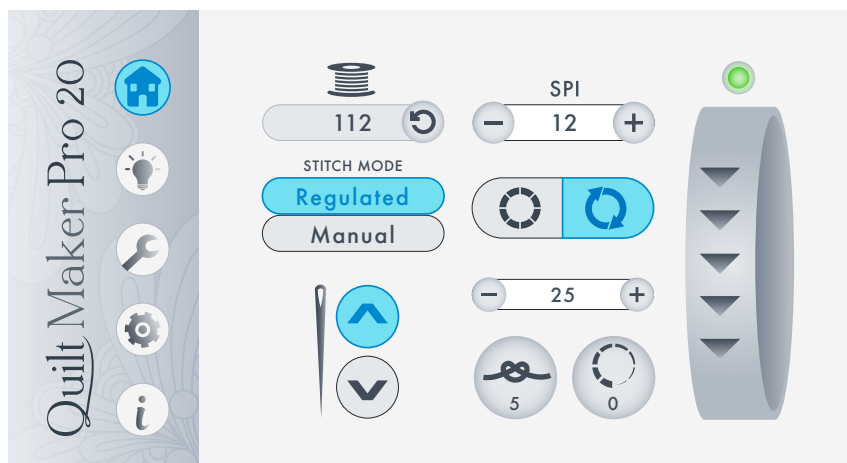 Quilt Maker Pro 20
i
112
STITCH MODE
Regulated
Manual
SPI
12
25
5
0